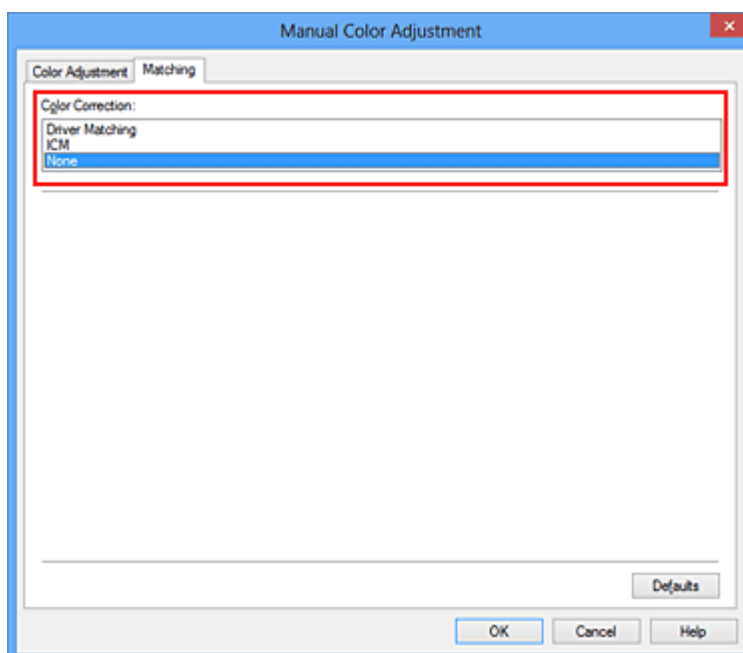 Manual Color Adjustment
Color Adjustment Matching
Color Correction:
Driver Matching
ICM
None
Defaults
OK Cancel Help